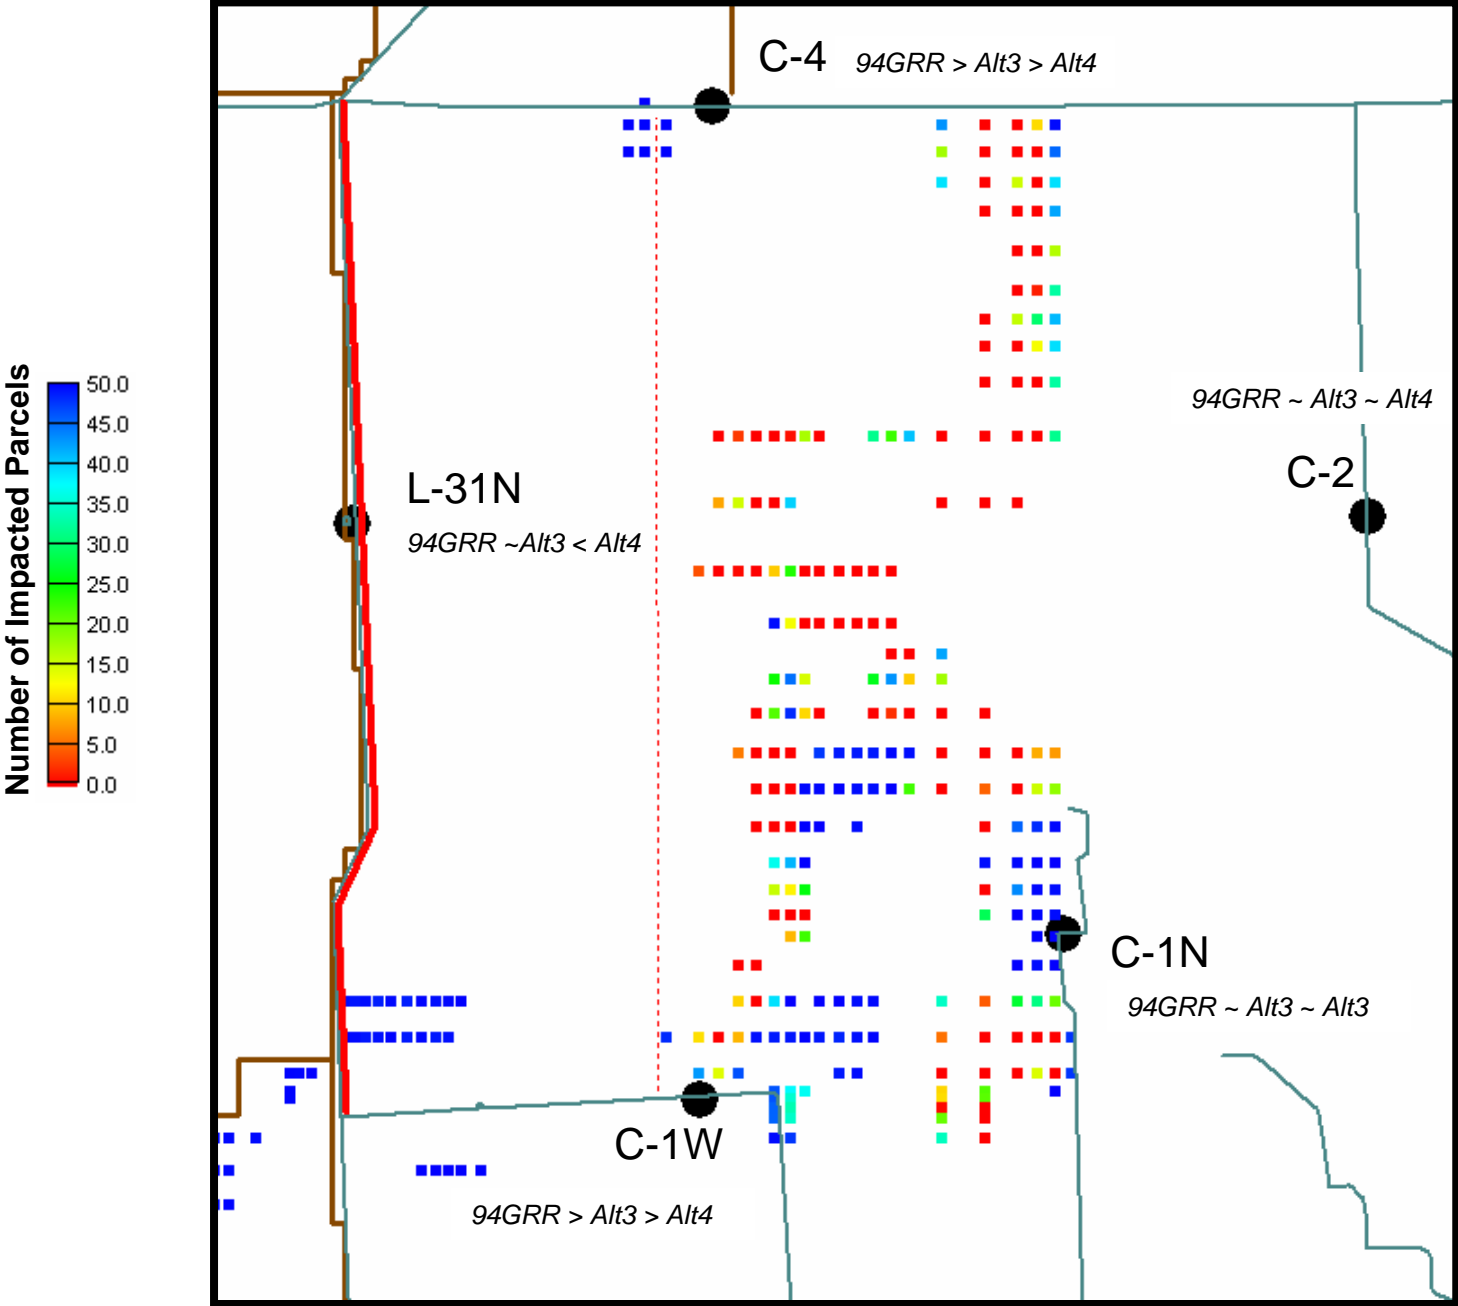 C-4 94GRR > Alt3 > Alt4
94GRR ~ Alt3 ~ Alt4
C-2
L-31N
94GRR ~Alt3 < Alt4
Number of Impacted Parcels
50.0
45.0
40.0
35.0
30.0
25.0
20.0
15.0
10.0
5.0
0.0
C-1N
94GRR ~ Alt3 ~ Alt3
C-1W
94GRR > Alt3 > Alt4